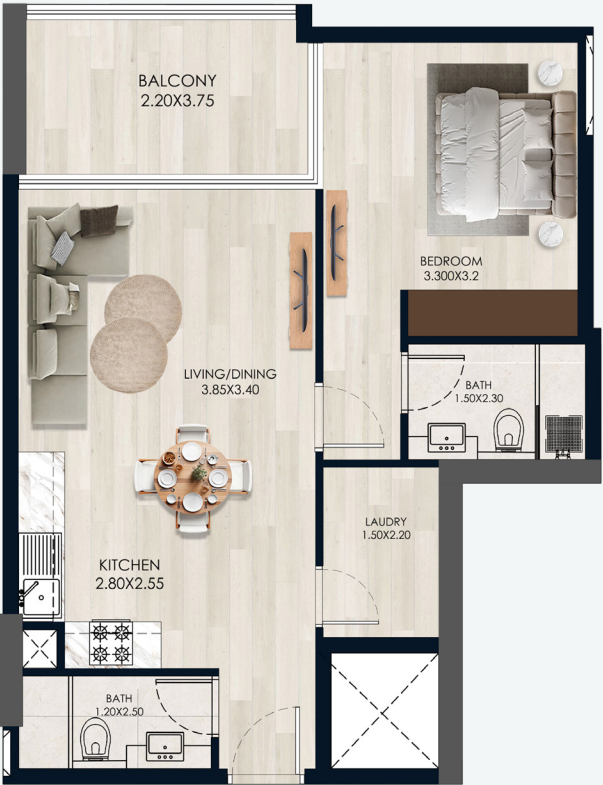 BALCONY
2.20X3.75
BEDROOM
3.300X3.2
LIVING/DINING
3.85X3.40
BATH
1.50X2.30
LAUDRY
1.50X2.20
KITCHEN
2.80X2.55
BATH
1.20X2.50